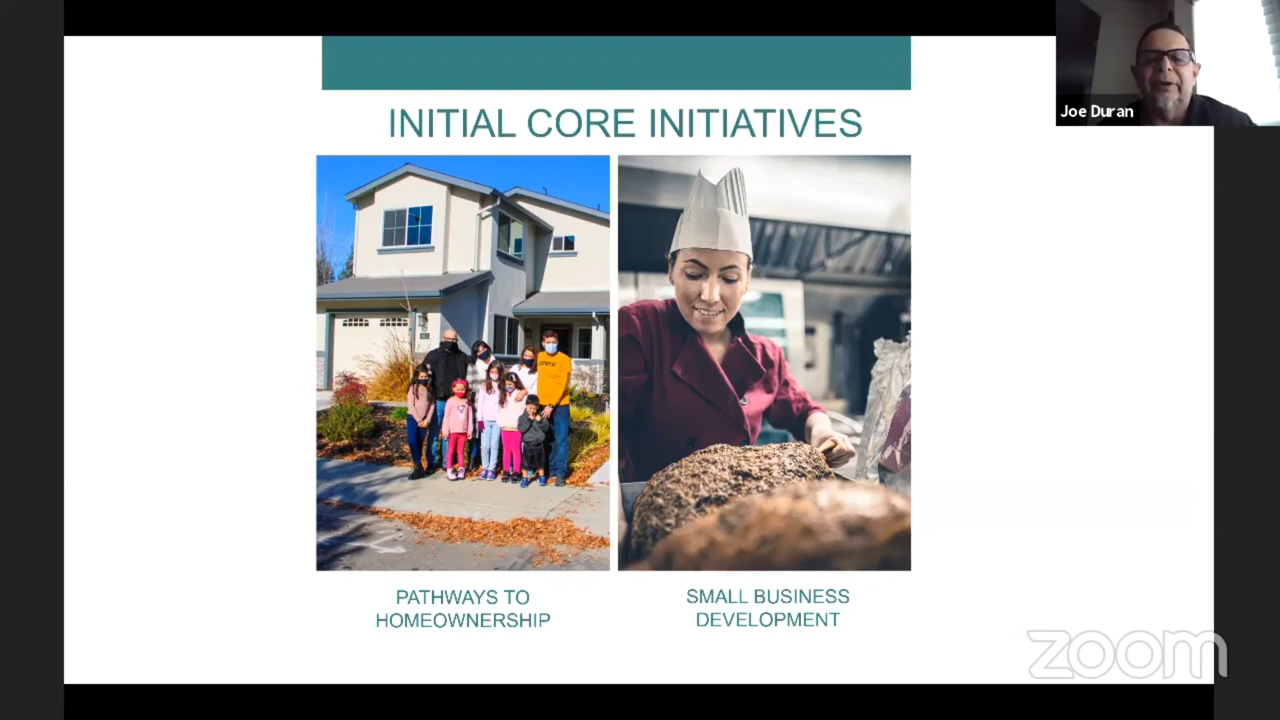 INITIAL CORE INITIATIVES
Joe Duran
PATHWAYS TO
HOMEOWNERSHIP
SMALL BUSINESS
DEVELOPMENT
zoom